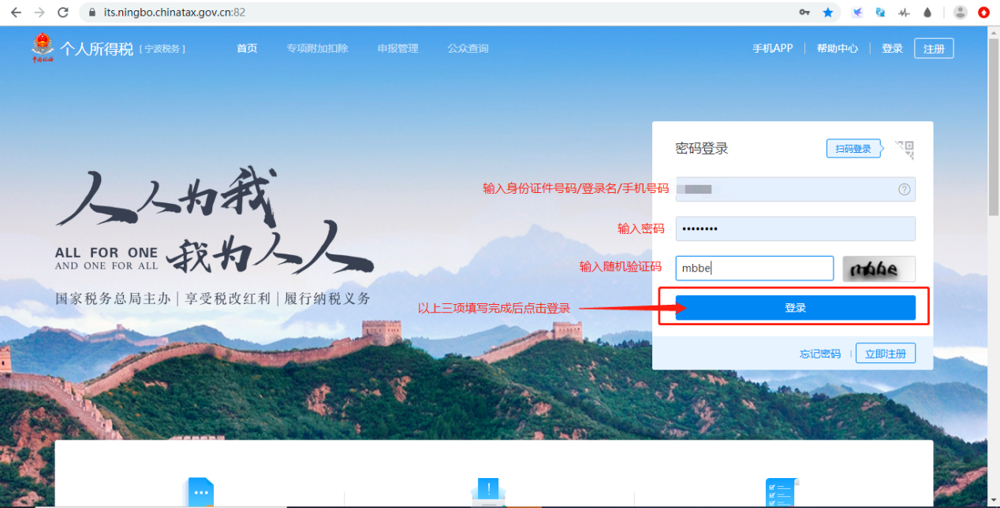 its.ningbo.chinatax.gov.cn:82
个人所得税 [ 宁波税务 ] 首页 专项附加扣除 申报管理 公众查询 手机APP 帮助中心 登录 注册
密码登录 扫码登录
人人为我
输入身份证件号码/登录名/手机号码
输入密码 ••••••••
ALL FOR ONE
AND ONE FOR ALL
我为人人
输入随机验证码 mbbe mbbe
国家税务总局主办 | 享受税改红利 | 履行纳税义务
以上三项填写完成后点击登录 登录
忘记密码 | 立即注册